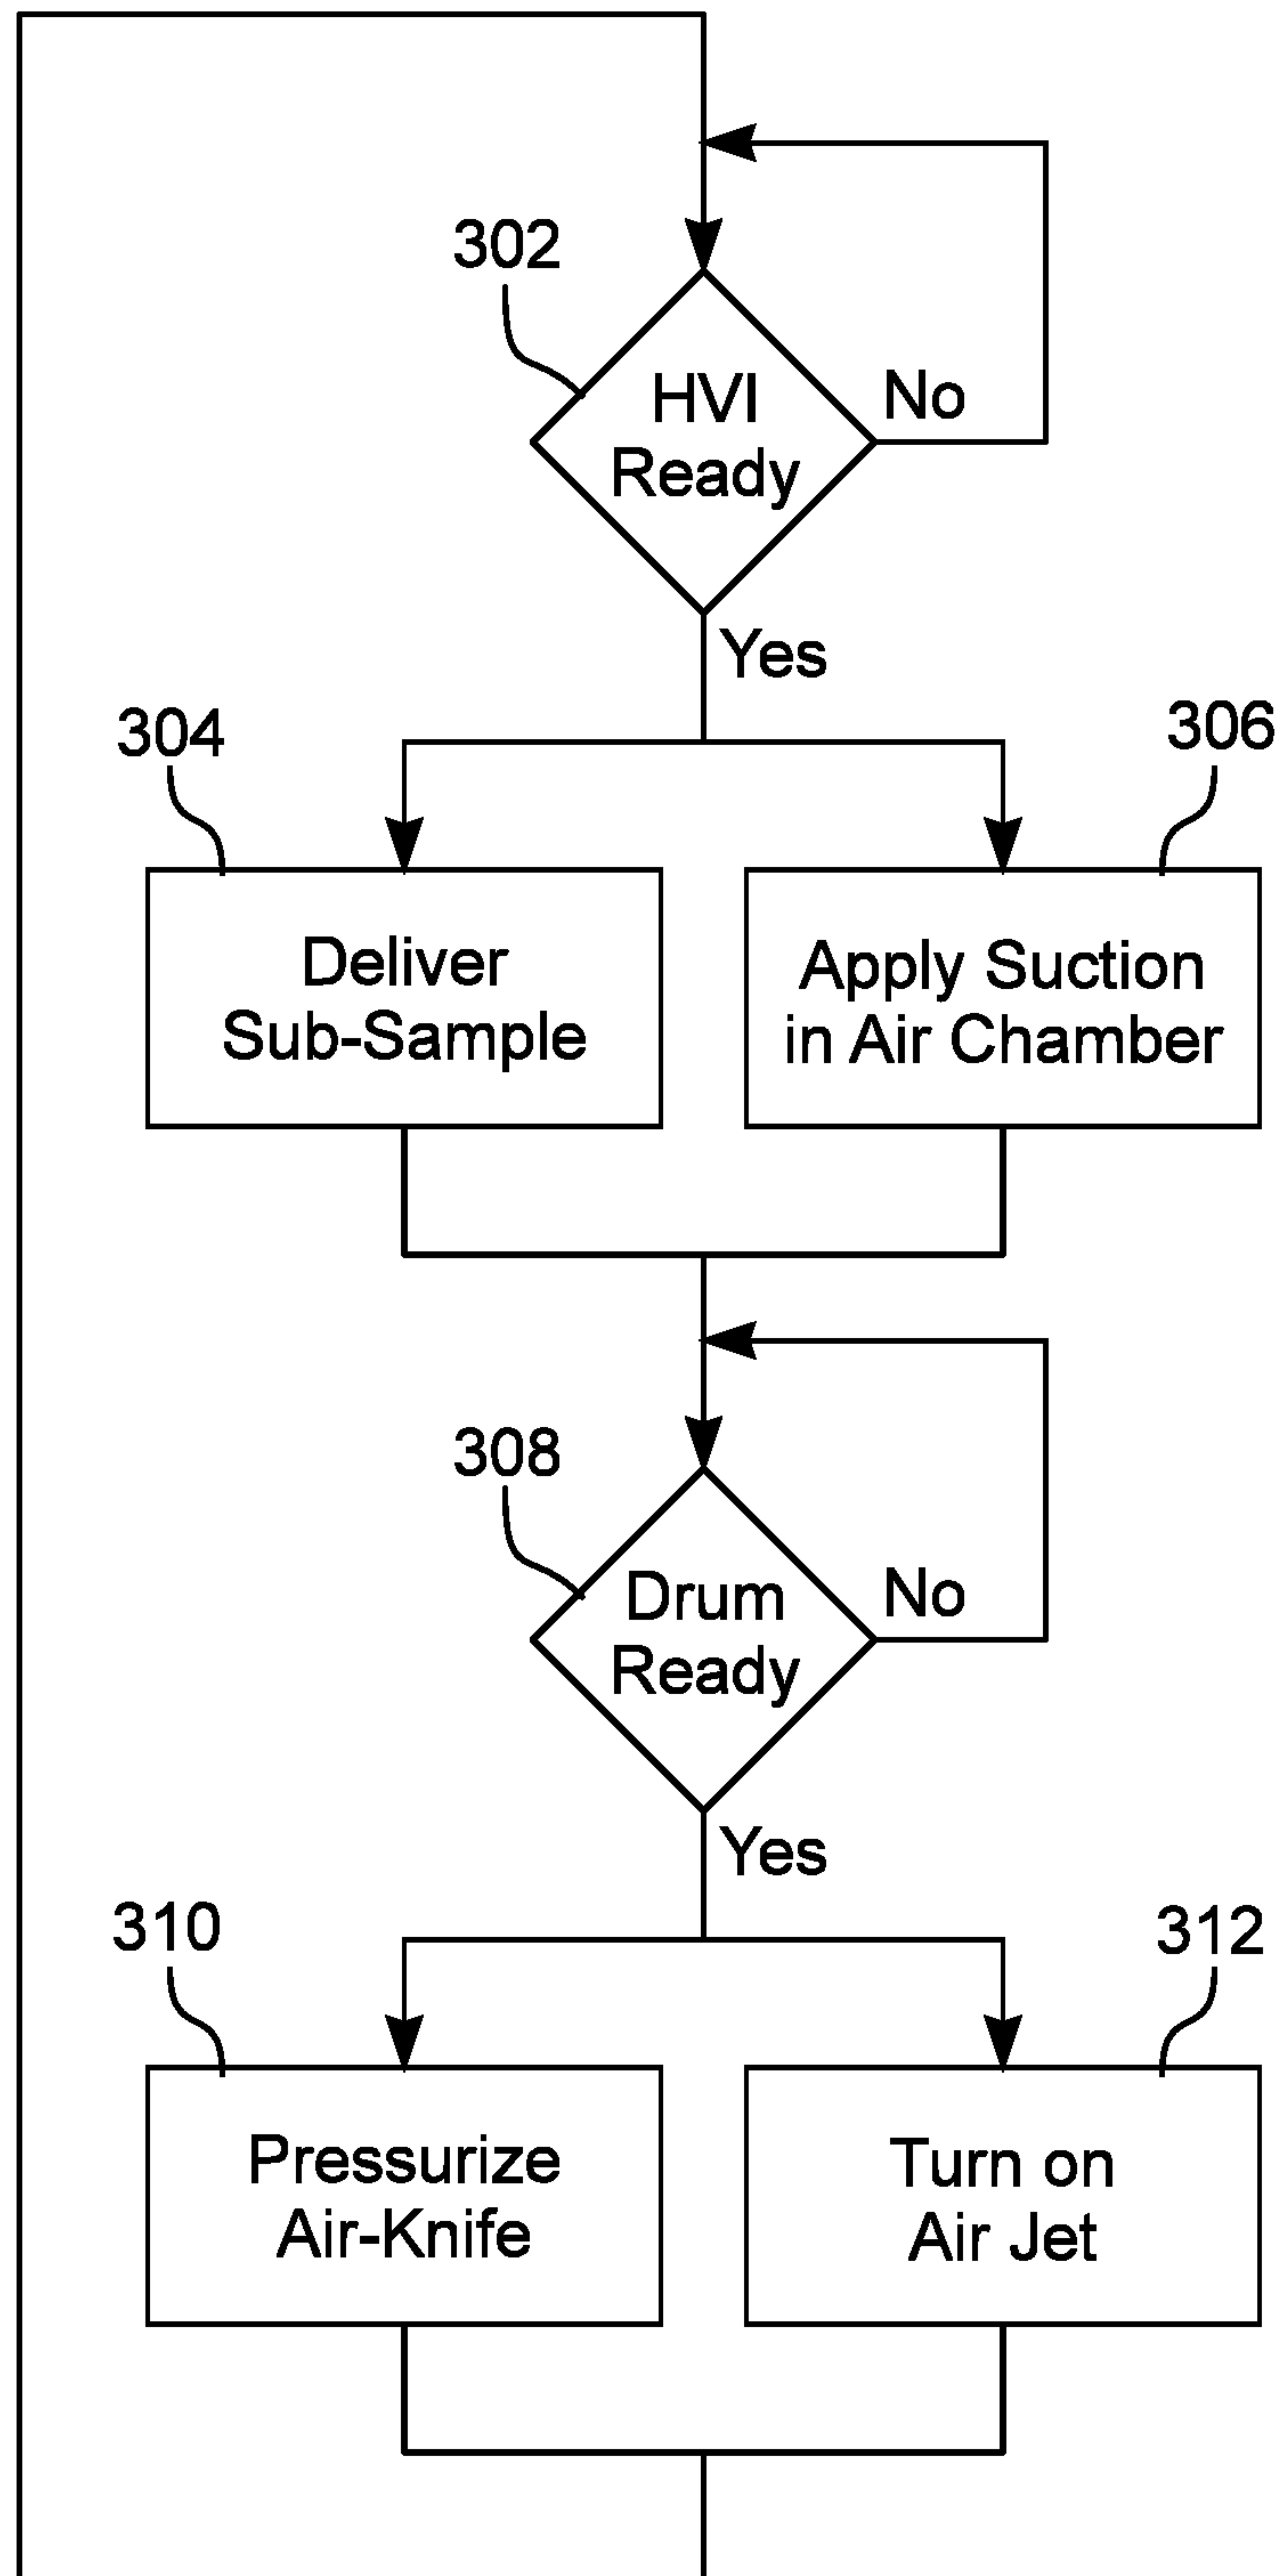 302
HVI
Ready
No
Yes
304
306
Deliver
Sub-Sample
Apply Suction
in Air Chamber
308
Drum
Ready
No
Yes
310
312
Pressurize
Air-Knife
Turn on
Air Jet